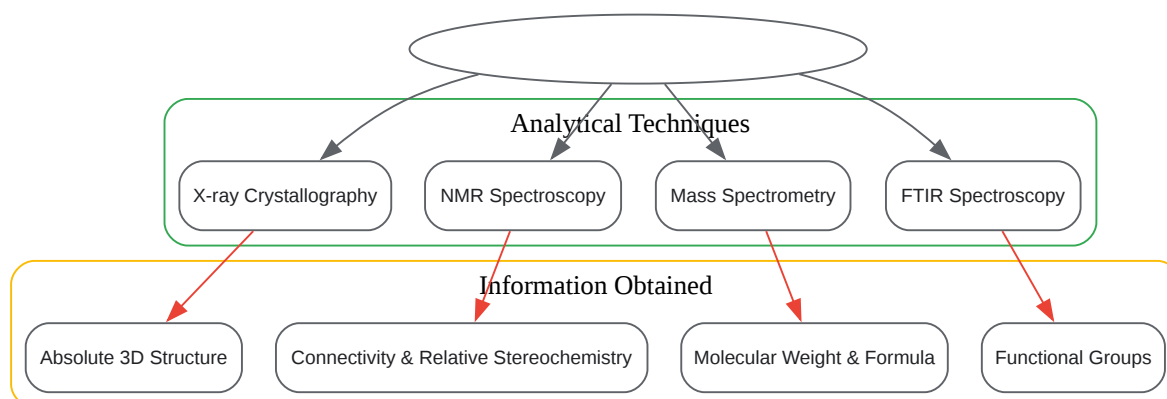 Analytical Techniques
X-ray Crystallography
NMR Spectroscopy
Mass Spectrometry
FTIR Spectroscopy
Information Obtained
Absolute 3D Structure
Connectivity & Relative Stereochemistry
Molecular Weight & Formula
Functional Groups